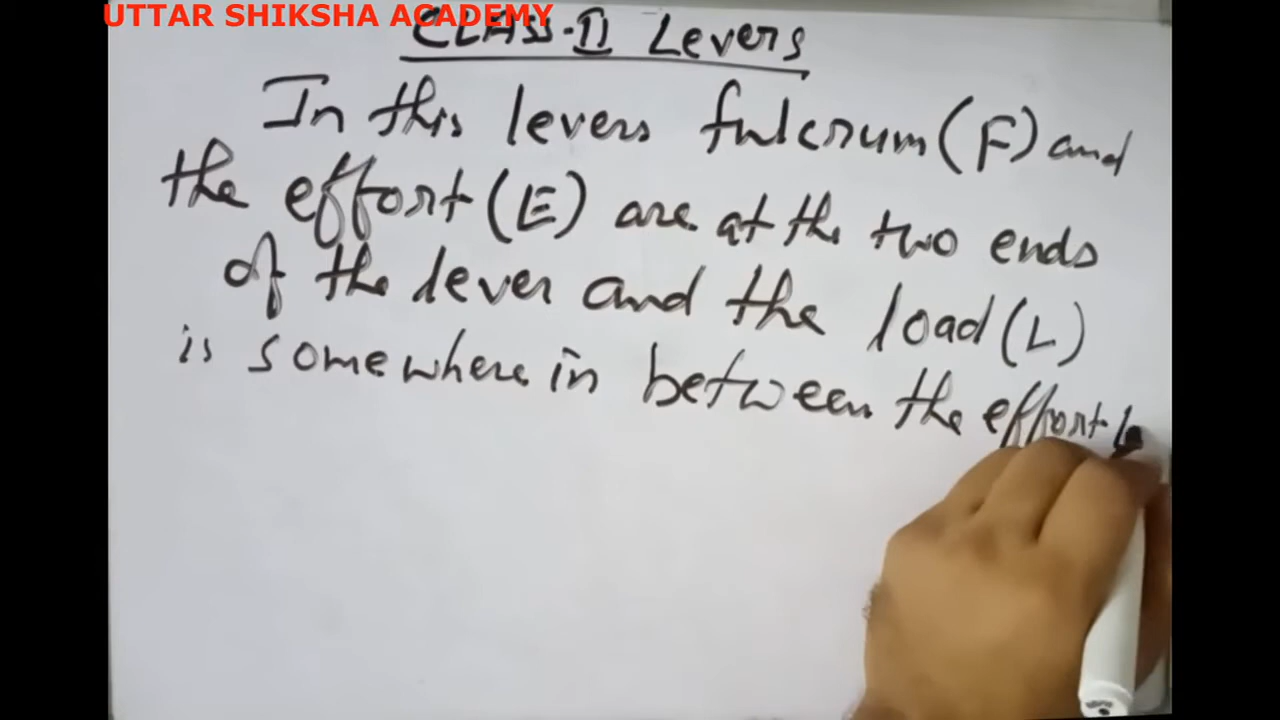 UTTAR SHIKSHA ACADEMY
CLASS-II Levers
In this levers fulcrum (F) and
the effort (E) are at the two ends
of the lever and the load (L)
is somewhere in between the effort